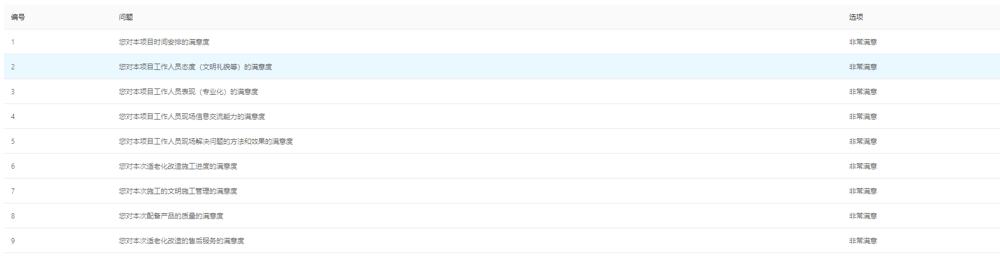 编号 问题 选项
1 您对本项目时间安排的满意度 非常满意
2 您对本项目工作人员态度（文明礼貌等）的满意度 非常满意
3 您对本项目工作人员表现（专业化）的满意度 非常满意
4 您对本项目工作人员现场信息交流能力的满意度 非常满意
5 您对本项目工作人员现场解决问题的方法和效果的满意度 非常满意
6 您对本次适老化改造施工进度的满意度 非常满意
7 您对本次施工的文明施工管理的满意度 非常满意
8 您对本次配备产品的质量的满意度 非常满意
9 您对本次适老化改造的售后服务的满意度 非常满意